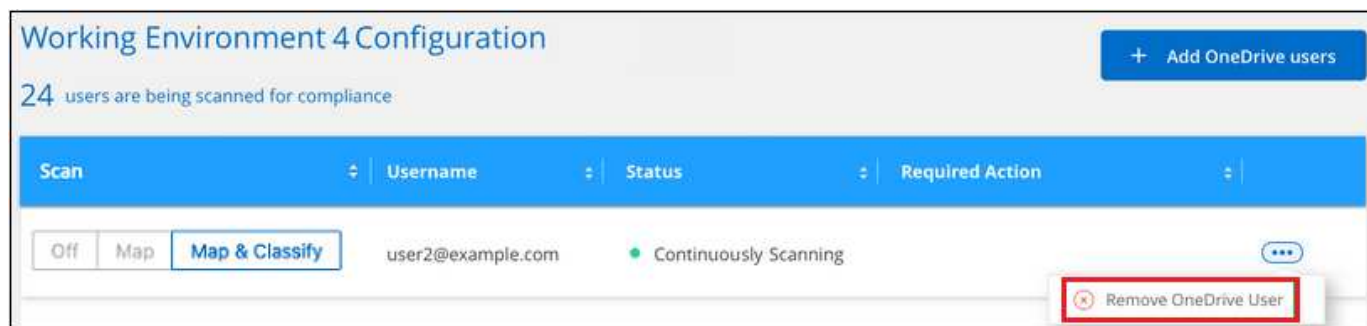 Working Environment 4 Configuration
+ Add OneDrive users
24 users are being scanned for compliance
Scan Username Status Required Action
Off Map Map & Classify user2@example.com Continuously Scanning
Remove OneDrive User